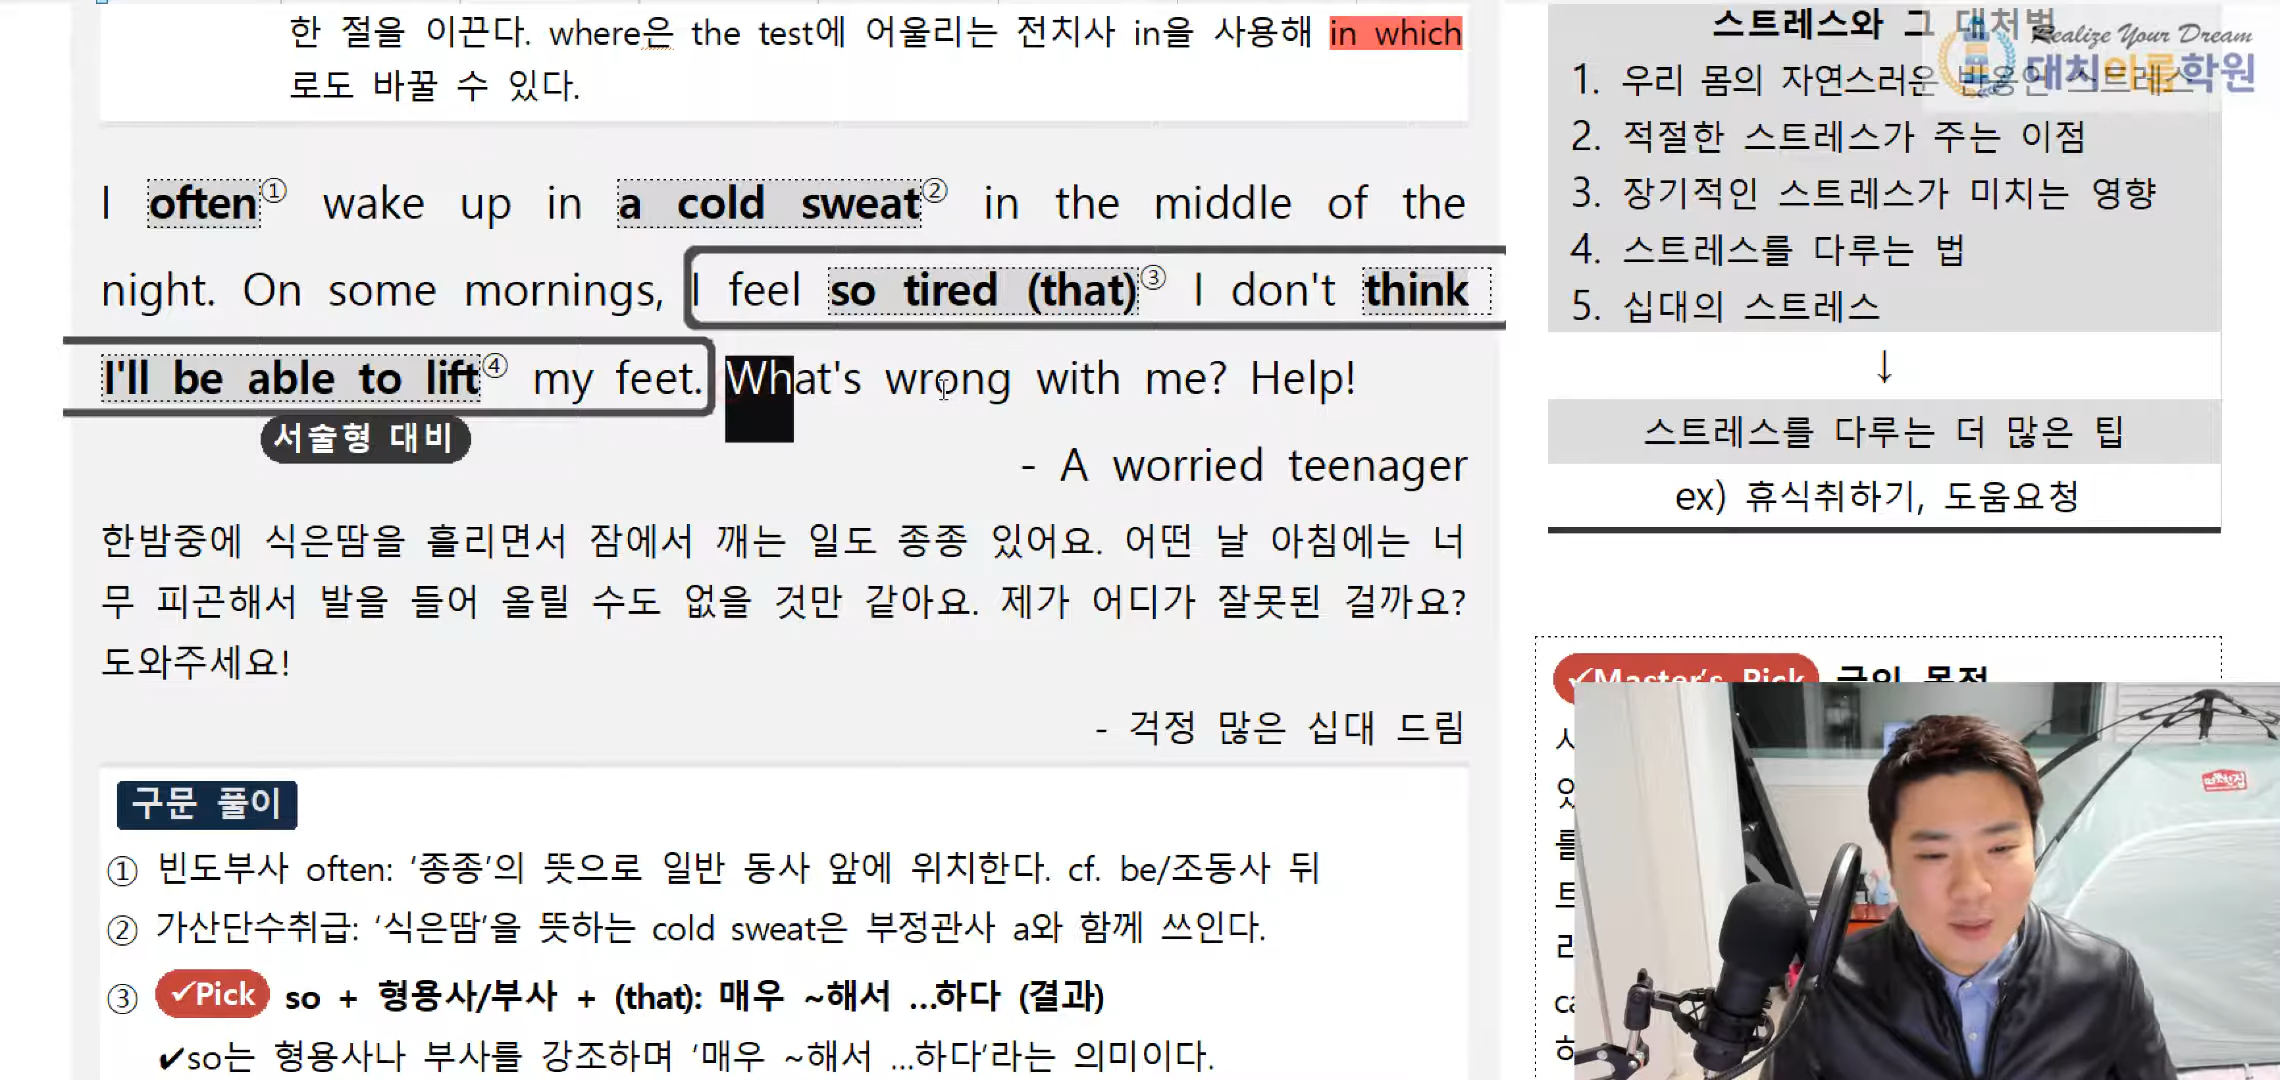 한 절을 이끈다. where은 the test에 어울리는 전치사 in을 사용해 in which
로도 바꿀 수 있다.
I often① wake up in a cold sweat② in the middle of the
night. On some mornings, I feel so tired (that)③ I don't think
I'll be able to lift④ my feet. What's wrong with me? Help!
서술형 대비
- A worried teenager
한밤중에 식은땀을 흘리면서 잠에서 깨는 일도 종종 있어요. 어떤 날 아침에는 너
무 피곤해서 발을 들어 올릴 수도 없을 것만 같아요. 제가 어디가 잘못된 걸까요?
도와주세요!
- 걱정 많은 십대 드림
구문 풀이
① 빈도부사 often: '종종'의 뜻으로 일반 동사 앞에 위치한다. cf. be/조동사 뒤
② 가산단수취급: '식은땀'을 뜻하는 cold sweat은 부정관사 a와 함께 쓰인다.
③ ✓Pick so + 형용사/부사 + (that): 매우 ~해서 ...하다 (결과)
✔so는 형용사나 부사를 강조하며 '매우 ~해서 ...하다'라는 의미이다.
스트레스와 그 대처법
Realize Your Dream
대치이룸학원
1. 우리 몸의 자연스러운 반응인 스트레스
2. 적절한 스트레스가 주는 이점
3. 장기적인 스트레스가 미치는 영향
4. 스트레스를 다루는 법
5. 십대의 스트레스
↓
스트레스를 다루는 더 많은 팁
ex) 휴식취하기, 도움요청
✓Master's Pick 글의 목적